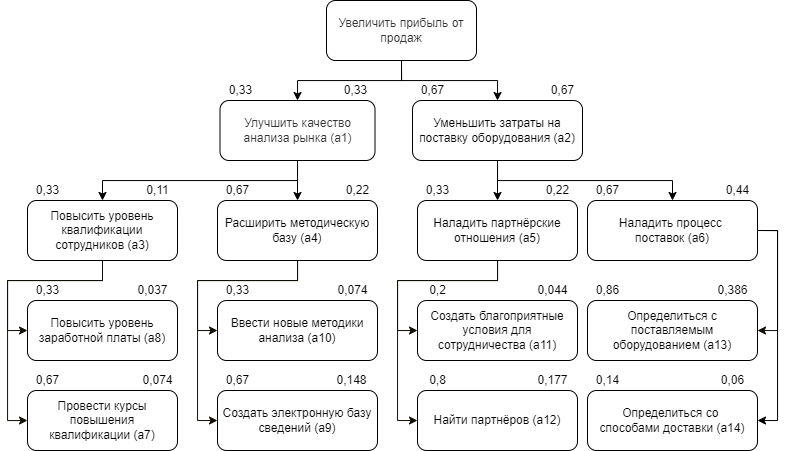 Увеличить прибыль от
продаж
0,33 0,33 0,67 0,67
Улучшить качество
анализа рынка (а1)
Уменьшить затраты на
поставку оборудования (а2)
0,33 0,11 0,67 0,22 0,33 0,22 0,67 0,44
Повысить уровень
квалификации
сотрудников (а3)
Расширить методическую
базу (а4)
Наладить партнёрские
отношения (а5)
Наладить процесс
поставок (а6)
0,33 0,037 0,33 0,074 0,2 0,044 0,86 0,386
Повысить уровень
заработной платы (а8)
Ввести новые методики
анализа (а10)
Создать благоприятные
условия для
сотрудничества (а11)
Определиться с
поставляемым
оборудованием (а13)
0,67 0,074 0,67 0,148 0,8 0,177 0,14 0,06
Провести курсы
повышения
квалификации (а7)
Создать электронную базу
сведений (а9)
Найти партнёров (а12)
Определиться со
способами доставки (а14)